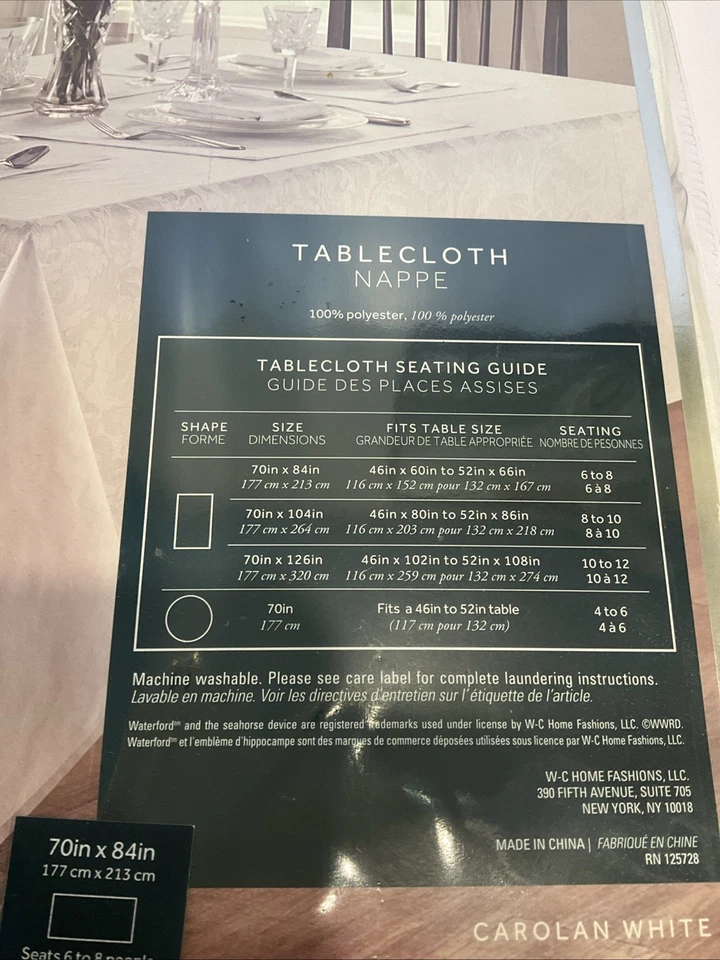 TABLECLOTH
NAPPE
100% polyester, 100 % polyester
TABLECLOTH SEATING GUIDE
GUIDE DES PLACES ASSISES
SHAPE SIZE FITS TABLE SIZE SEATING
FORME DIMENSIONS GRANDEUR DE TABLE APPROPRIÉE NOMBRE DE PESONNES
70in x 84in 46in x 60in to 52in x 66in 6 to 8
177 cm x 213 cm 116 cm x 152 cm pour 132 cm x 167 cm 6 à 8
70in x 104in 46in x 80in to 52in x 86in 8 to 10
177 cm x 264 cm 116 cm x 203 cm pour 132 cm x 218 cm 8 à 10
70in x 126in 46in x 102in to 52in x 108in 10 to 12
177 cm x 320 cm 116 cm x 259 cm pour 132 cm x 274 cm 10 à 12
70in Fits a 46in to 52in table 4 to 6
177 cm (117 cm pour 132 cm) 4 à 6
Machine washable. Please see care label for complete laundering instructions.
Lavable en machine. Voir les directives d'entretien sur l'étiquette de l'article.
Waterford™ and the seahorse device are registered trademarks used under license by W-C Home Fashions, LLC. ©WWRD.
Waterford™ et l'emblème d'hippocampe sont des marques de commerce déposées utilisées sous licence par W-C Home Fashions, LLC.
W-C HOME FASHIONS, LLC.
390 FIFTH AVENUE, SUITE 705
NEW YORK, NY 10018
MADE IN CHINA | FABRIQUÉ EN CHINE
RN 125728
70in x 84in
177 cm x 213 cm
Seats 6 to 8 people
CAROLAN WHITE